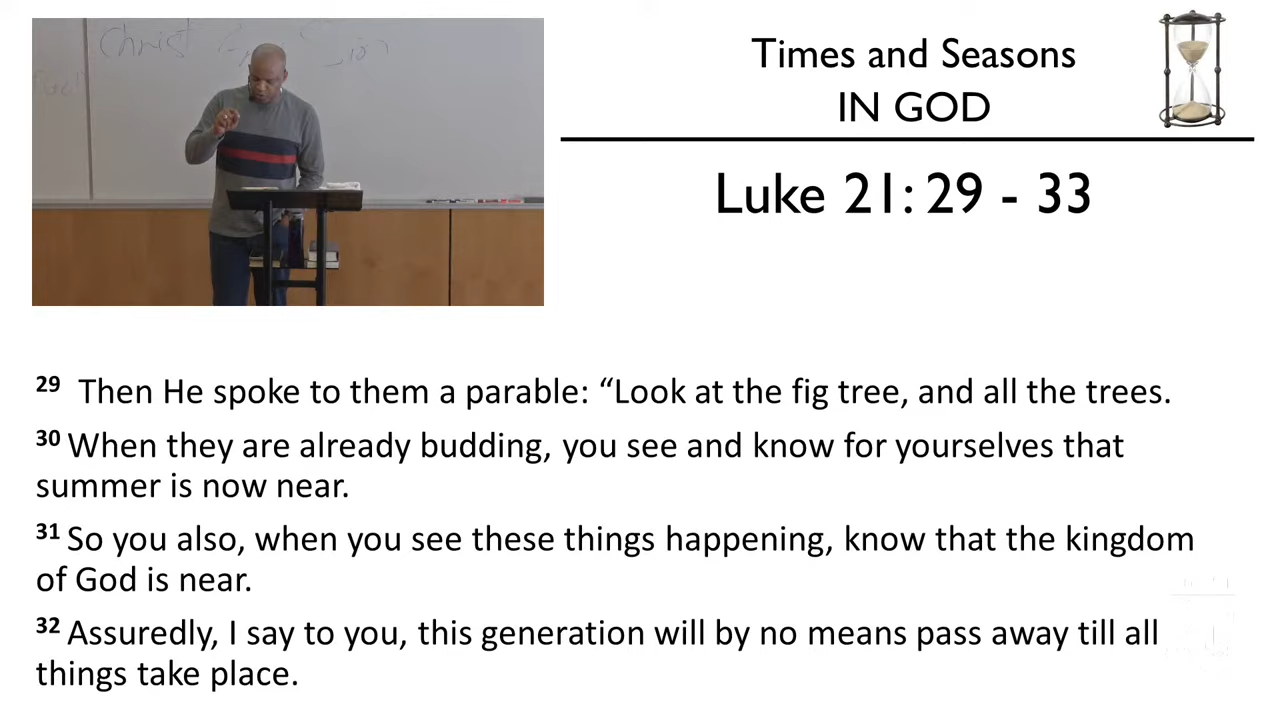 Christ
Times and Seasons
IN GOD
Luke 21: 29 - 33
29 Then He spoke to them a parable: “Look at the fig tree, and all the trees.
30 When they are already budding, you see and know for yourselves that
summer is now near.
31 So you also, when you see these things happening, know that the kingdom
of God is near.
32 Assuredly, I say to you, this generation will by no means pass away till all
things take place.